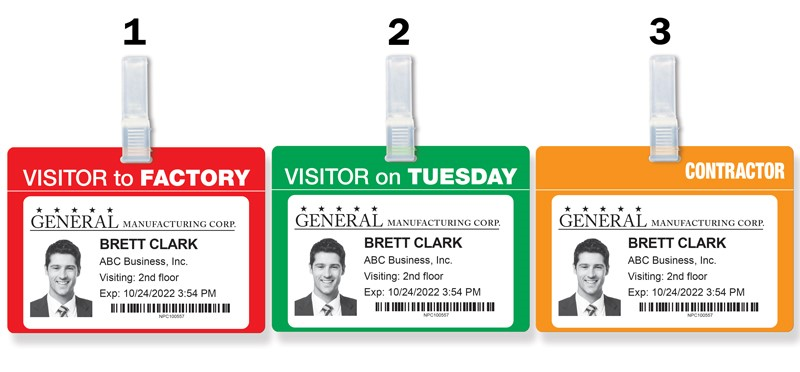 1
2
3
VISITOR to FACTORY
GENERAL MANUFACTURING CORP.
BRETT CLARK
ABC Business, Inc.
Visiting: 2nd floor
Exp: 10/24/2022 3:54 PM
NPC100557
VISITOR on TUESDAY
GENERAL MANUFACTURING CORP.
BRETT CLARK
ABC Business, Inc.
Visiting: 2nd floor
Exp: 10/24/2022 3:54 PM
NPC100557
CONTRACTOR
GENERAL MANUFACTURING CORP.
BRETT CLARK
ABC Business, Inc.
Visiting: 2nd floor
Exp: 10/24/2022 3:54 PM
NPC100557